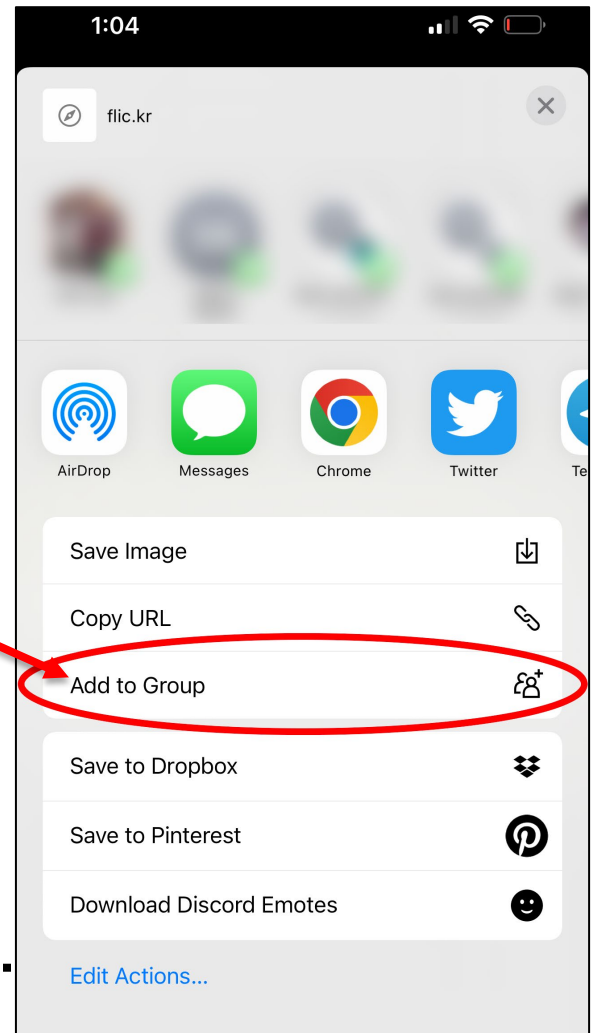 1:04
flic.kr
AirDrop
Messages
Chrome
Twitter
Te
Save Image
Copy URL
Add to Group
Save to Dropbox
Save to Pinterest
Download Discord Emotes
Edit Actions...